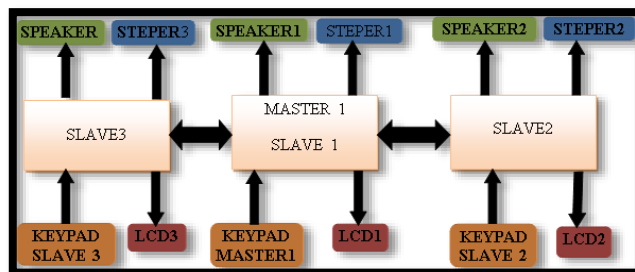 SPEAKER STEPER3 SPEAKER1 STEPER1 SPEAKER2 STEPER2
SLAVE3
MASTER 1
SLAVE 1
SLAVE2
KEYPAD
SLAVE 3
LCD3
KEYPAD
MASTER1
LCD1
KEYPAD
SLAVE 2
LCD2